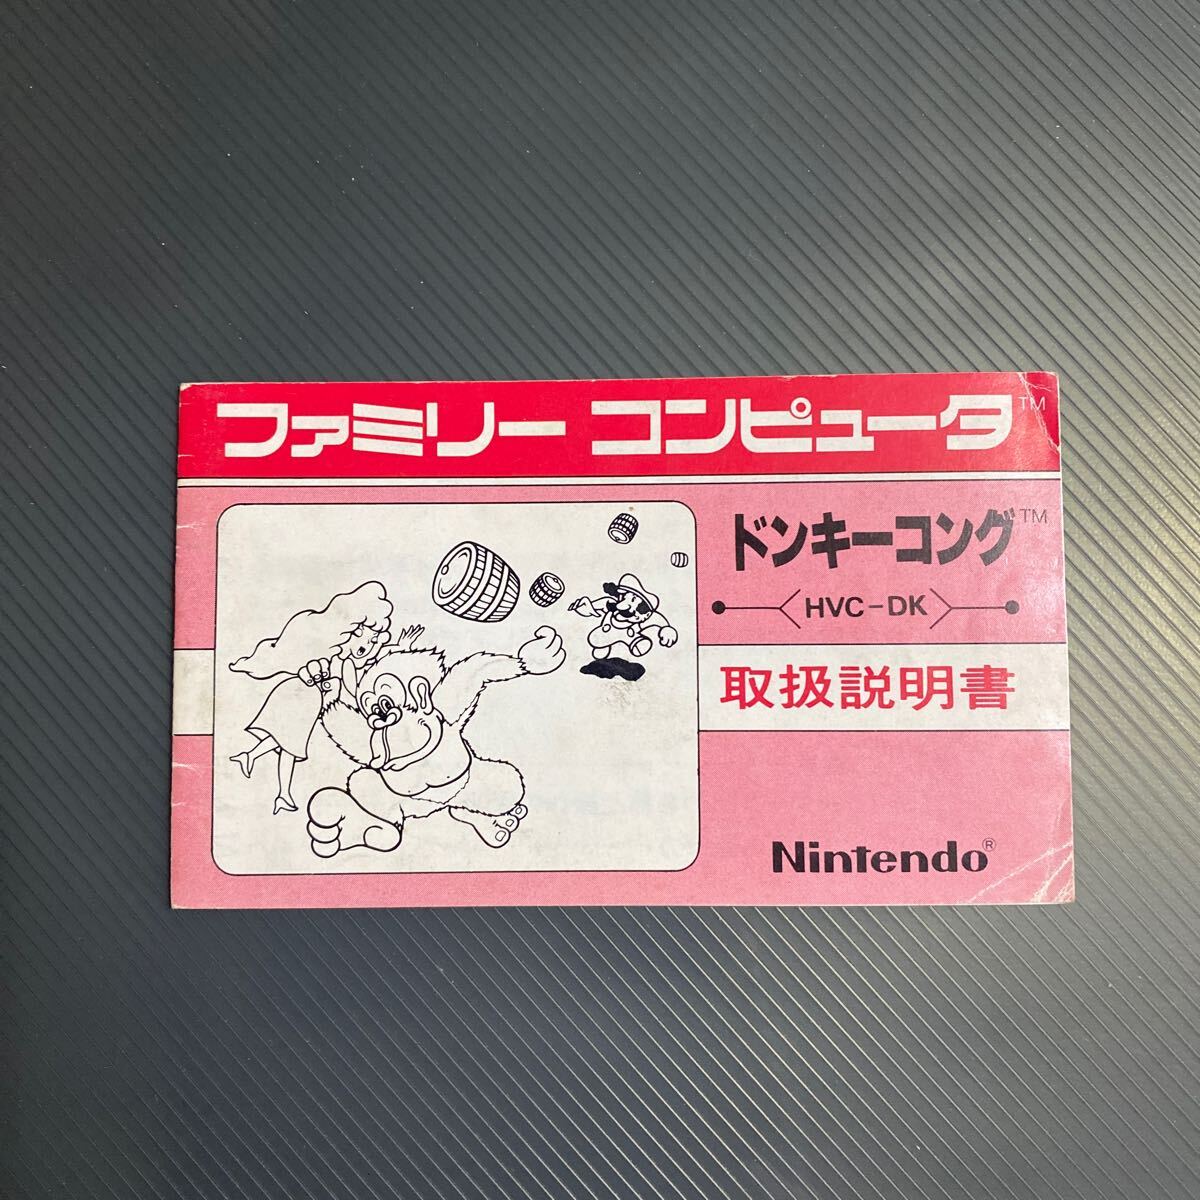 ファミリー コンピュータ™
ドンキーコング™
HVC-DK
取扱説明書
Nintendo®